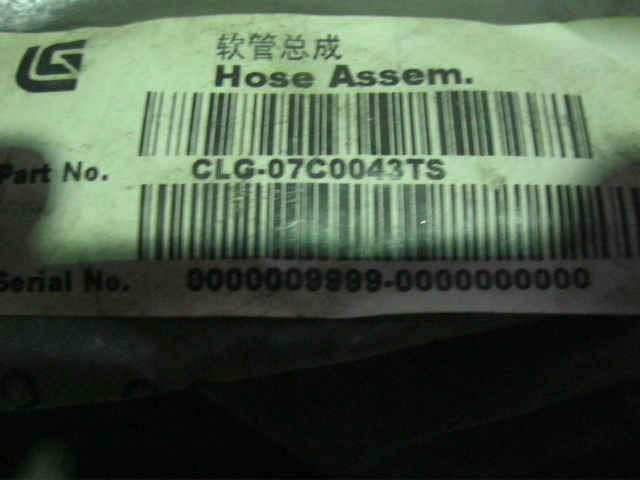 软管总成
Hose Assem.
Part No. CLG-07C0043TS
Serial No. 0000009999-0000000000